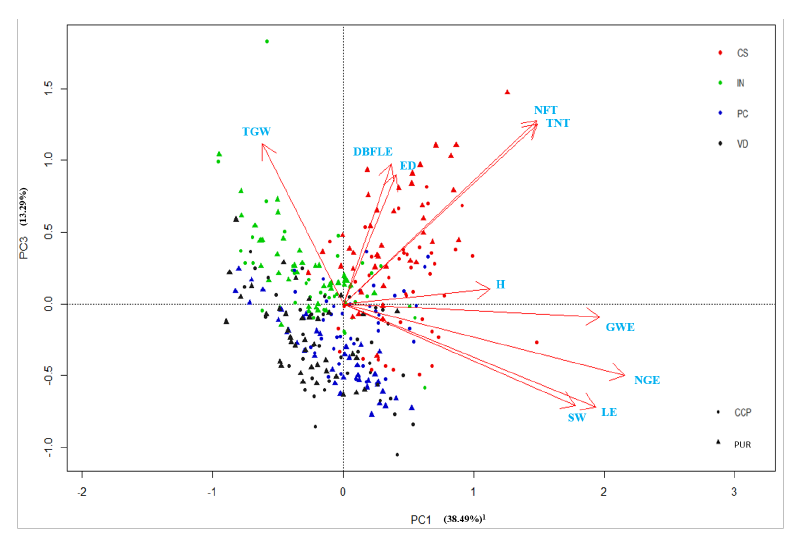 CS
IN
PC
VD
NFT
TNT
TGW
DBFLE
ED
H
GWE
NGE
SW LE
CCP
PUR
1.5
1.0
0.5
0.0
-0.5
-1.0
PC3 (13.29%)
-2 -1 0 1 2 3
PC1 (38.49%)¹